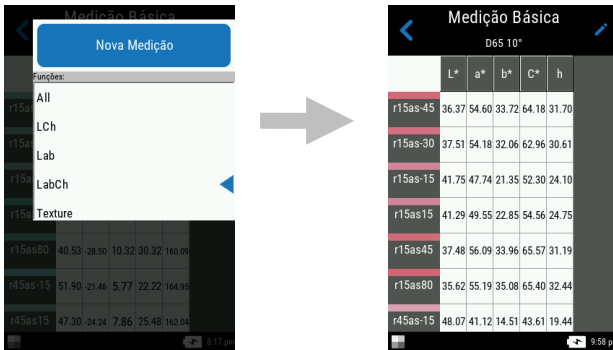 Medição Básica
Nova Medição
Funções:
All
LCh
Lab
LabCh
Texture
r15as80 40.53 -28.50 10.32 30.32 160.09
r45as-15 51.90 -21.46 5.77 22.22 164.95
r45as15 47.30 -24.24 7.86 25.48 162.04
8:17 pm
Medição Básica
D65 10°
L* a* b* C* h
r15as-45 36.37 54.60 33.72 64.18 31.70
r15as-30 37.51 54.18 32.06 62.96 30.61
r15as-15 41.75 47.74 21.35 52.30 24.10
r15as15 41.29 49.55 22.85 54.56 24.75
r15as45 37.48 56.09 33.96 65.57 31.19
r15as80 35.62 55.19 35.08 65.40 32.44
r45as-15 48.07 41.12 14.51 43.61 19.44
9:58 p